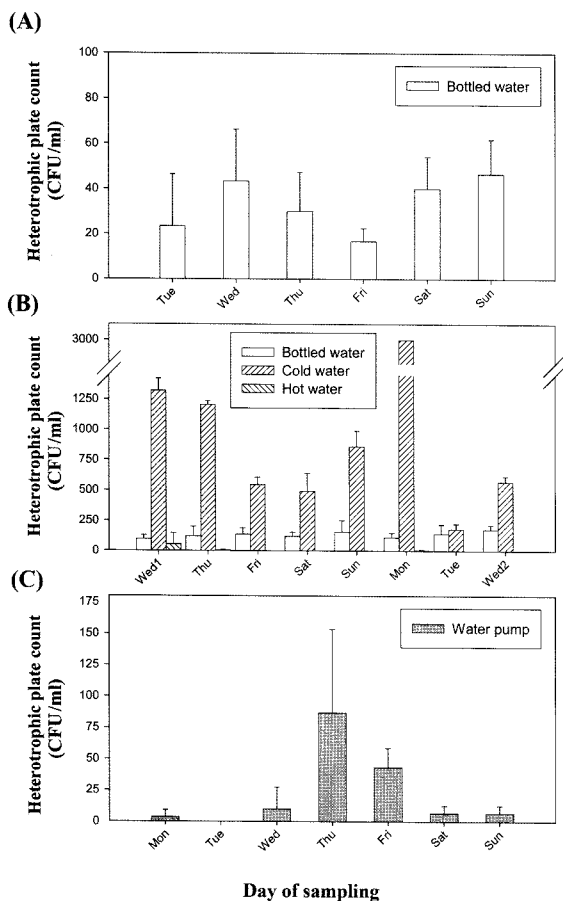 (A)
Heterotrophic plate count
(CFU/ml)
100
80
60
40
20
0
Bottled water
Tue
Wed
Thu
Fri
Sat
Sun
(B)
Heterotrophic plate count
(CFU/ml)
3000
1250
1000
750
500
250
0
Bottled water
Cold water
Hot water
Wed1
Thu
Fri
Sat
Sun
Mon
Tue
Wed2
(C)
Heterotrophic plate count
(CFU/ml)
175
150
125
100
75
50
25
0
Water pump
Mon
Tue
Wed
Thu
Fri
Sat
Sun
Day of sampling